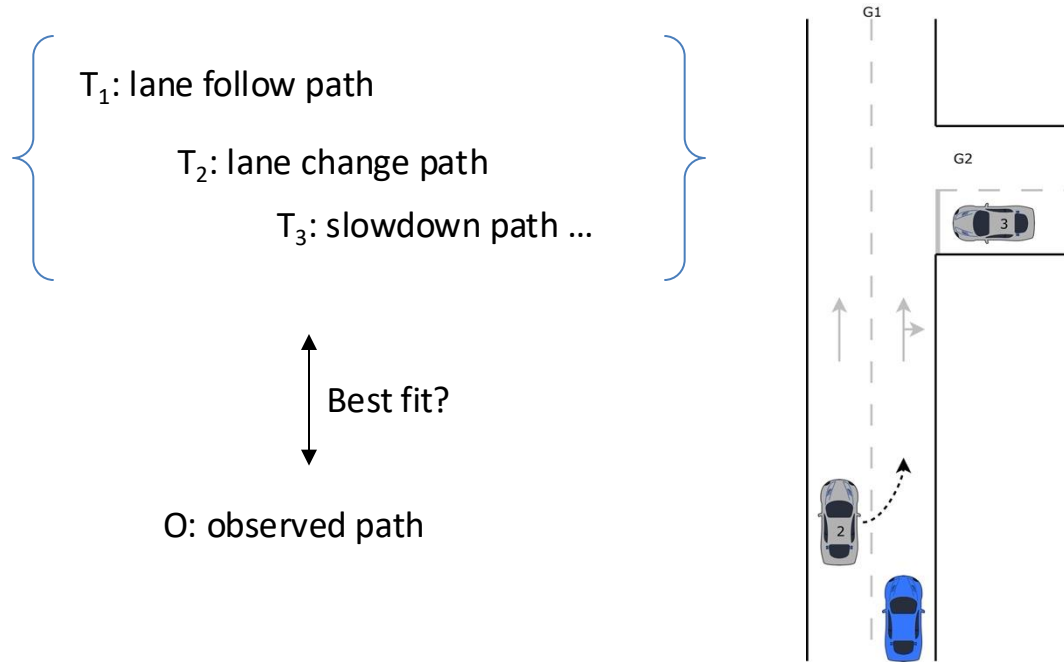 T₁: lane follow path
T₂: lane change path
T₃: slowdown path ...
Best fit?
O: observed path
G1
G2
3
2